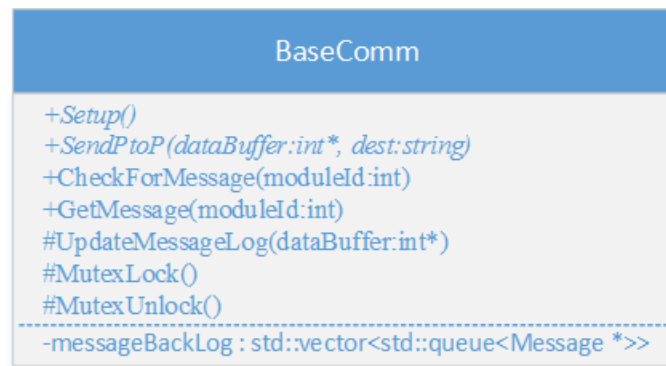 BaseComm
+Setup()
+SendPtoP(dataBuffer:int*, dest:string)
+CheckForMessage(moduleId:int)
+GetMessage(moduleId:int)
#UpdateMessageLog(dataBuffer:int*)
#MutexLock()
#MutexUnlock()
-messageBackLog : std::vector<std::queue<Message *>>